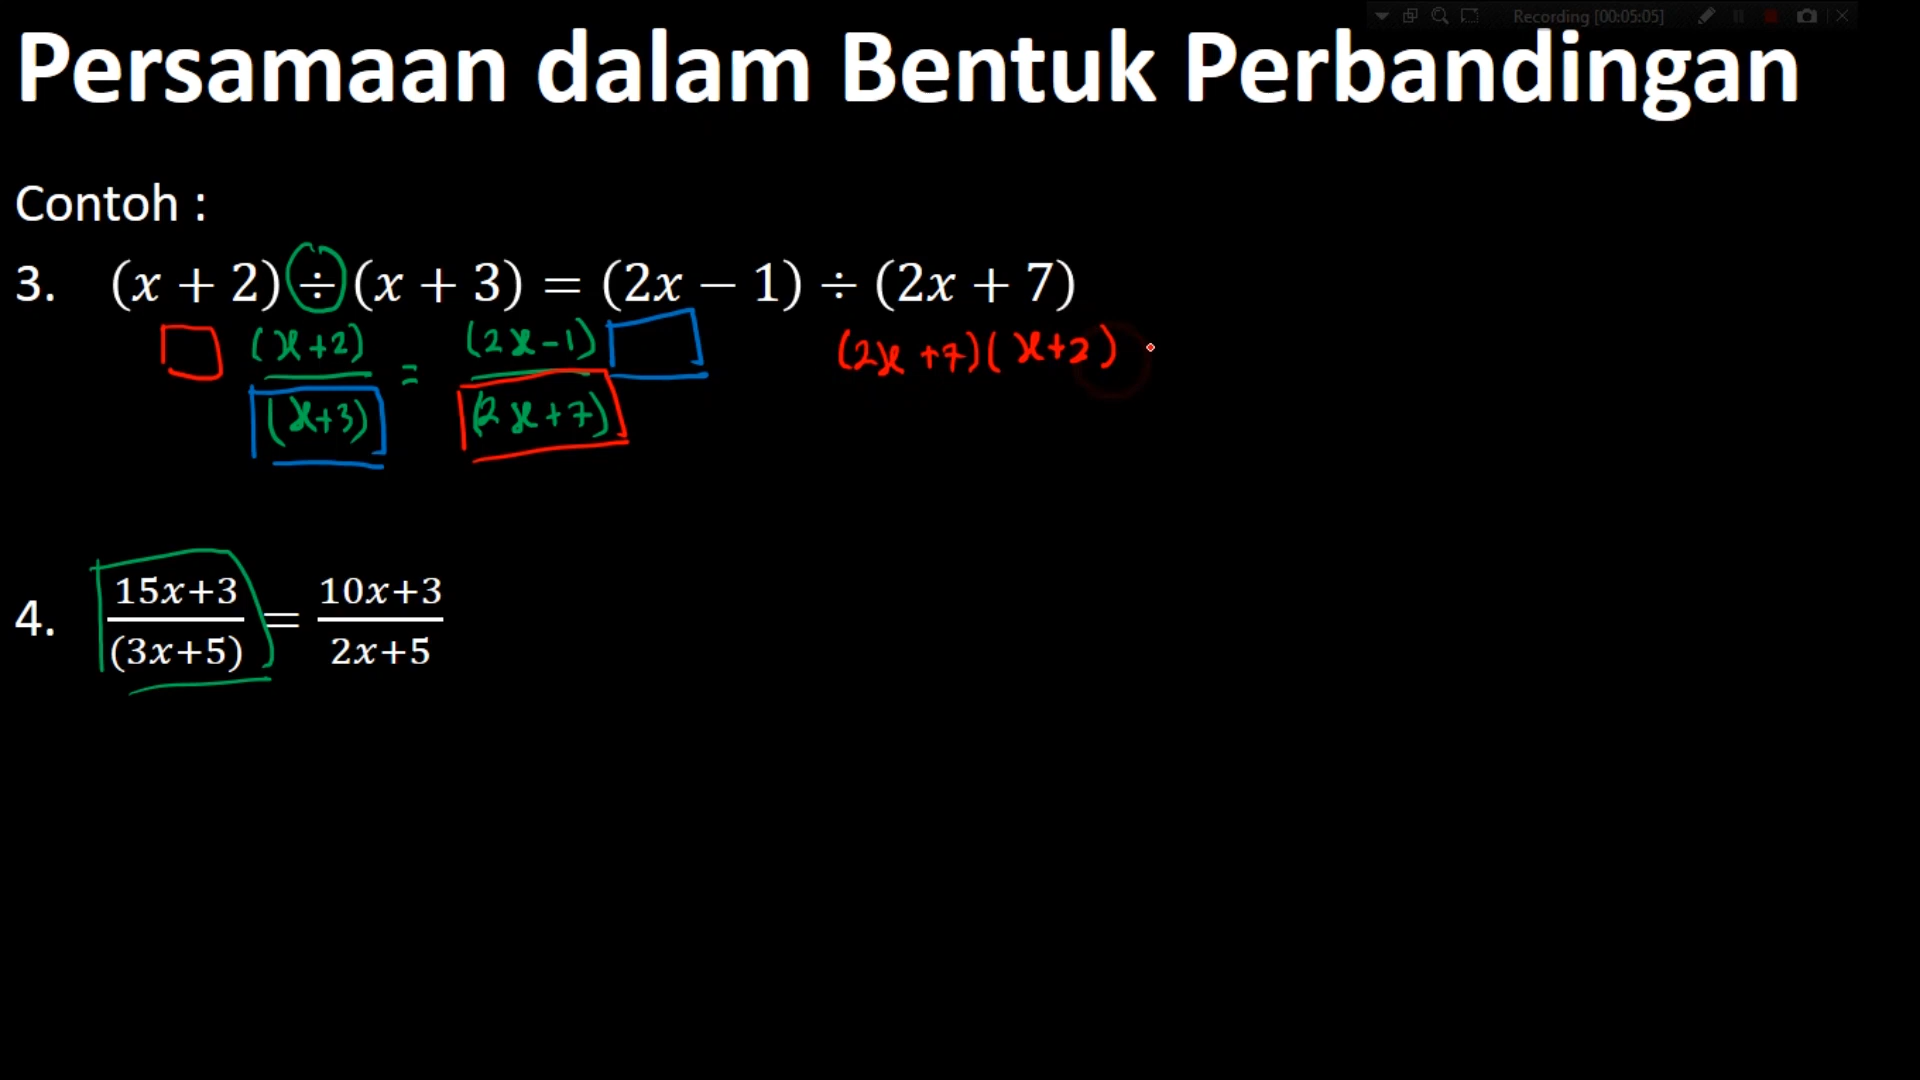 Recording [00:05:05]
Persamaan dalam Bentuk Perbandingan
Contoh :
3. (x + 2) ÷ (x + 3) = (2x − 1) ÷ (2x + 7)
(x+2) (2x-1) (2x+7)(x+2)
=
(x+3) (2x+7)
15x+3 10x+3
4. =
(3x+5) 2x+5